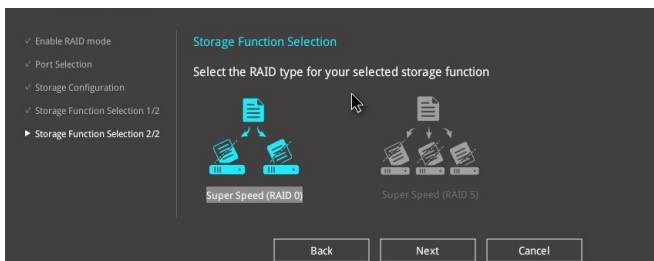 ✓ Enable RAID mode
✓ Port Selection
✓ Storage Configuration
✓ Storage Function Selection 1/2
▶ Storage Function Selection 2/2
Storage Function Selection
Select the RAID type for your selected storage function
Super Speed (RAID 0)
Super Speed (RAID 5)
Back
Next
Cancel